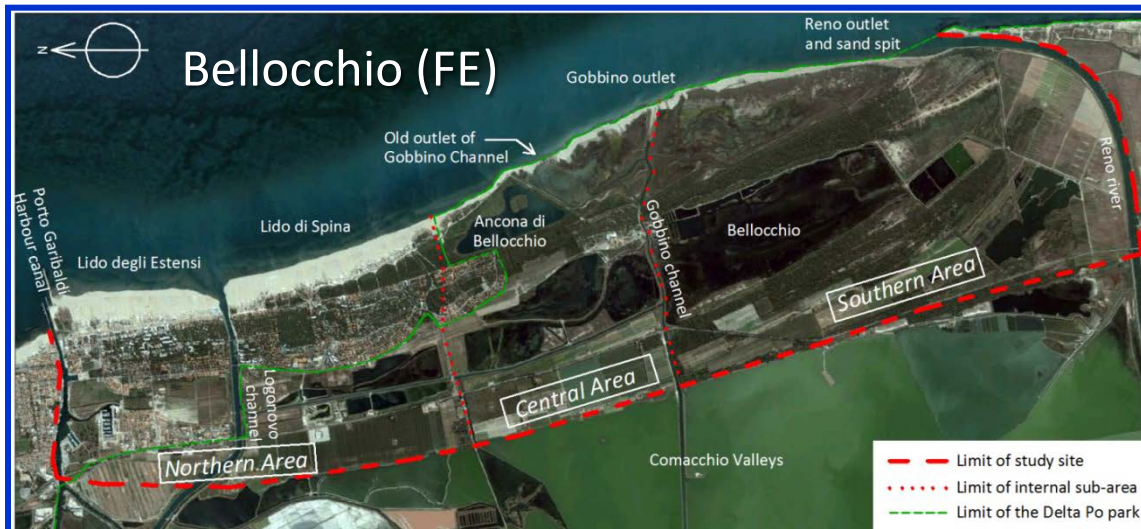 N
Bellocchio (FE)
Reno outlet
and sand spit
Gobbino outlet
Old outlet of
Gobbino Channel
Porto Garibaldi
Harbour canal
Lido degli Estensi
Lido di Spina
Ancona di
Bellocchio
Gobbino channel
Bellocchio
Reno river
Southern Area
Central Area
Logonovo
channel
Northern Area
Comacchio Valleys
Limit of study site
Limit of internal sub-area
Limit of the Delta Po park